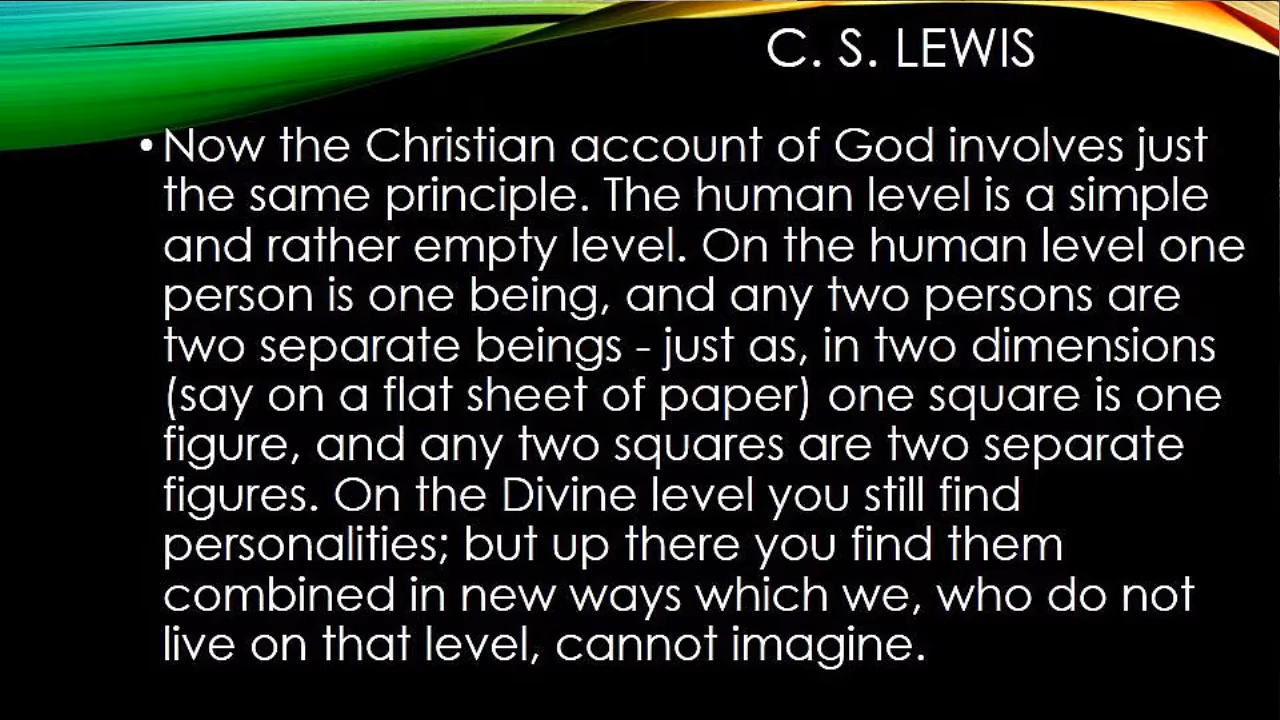 C. S. LEWIS
• Now the Christian account of God involves just
the same principle. The human level is a simple
and rather empty level. On the human level one
person is one being, and any two persons are
two separate beings - just as, in two dimensions
(say on a flat sheet of paper) one square is one
figure, and any two squares are two separate
figures. On the Divine level you still find
personalities; but up there you find them
combined in new ways which we, who do not
live on that level, cannot imagine.